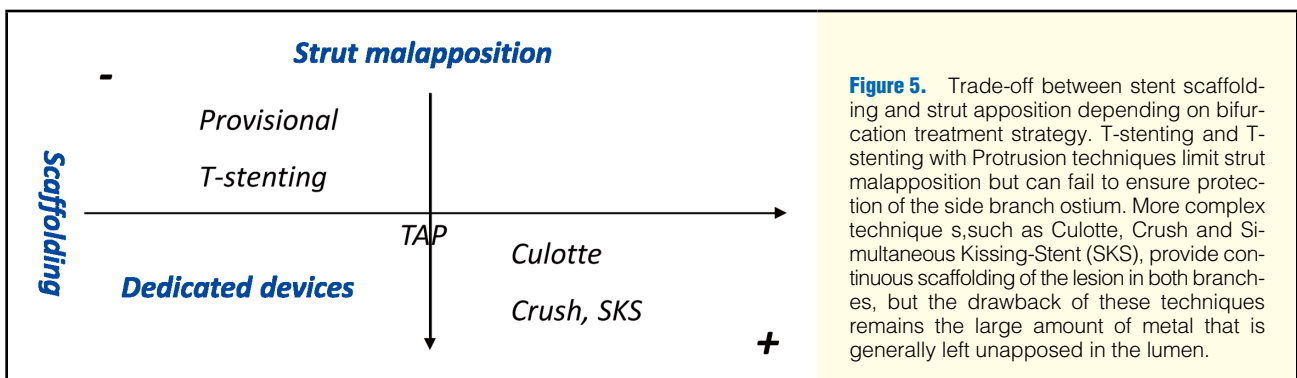 Strut malapposition
-
Provisional
T-stenting
Scaffolding
TAP
Culotte
Dedicated devices
Crush, SKS
+
Figure 5. Trade-off between stent scaffold-
ing and strut apposition depending on bifur-
cation treatment strategy. T-stenting and T-
stenting with Protrusion techniques limit strut
malapposition but can fail to ensure protec-
tion of the side branch ostium. More complex
technique s,such as Culotte, Crush and Si-
multaneous Kissing-Stent (SKS), provide con-
tinuous scaffolding of the lesion in both branch-
es, but the drawback of these techniques
remains the large amount of metal that is
generally left unapposed in the lumen.